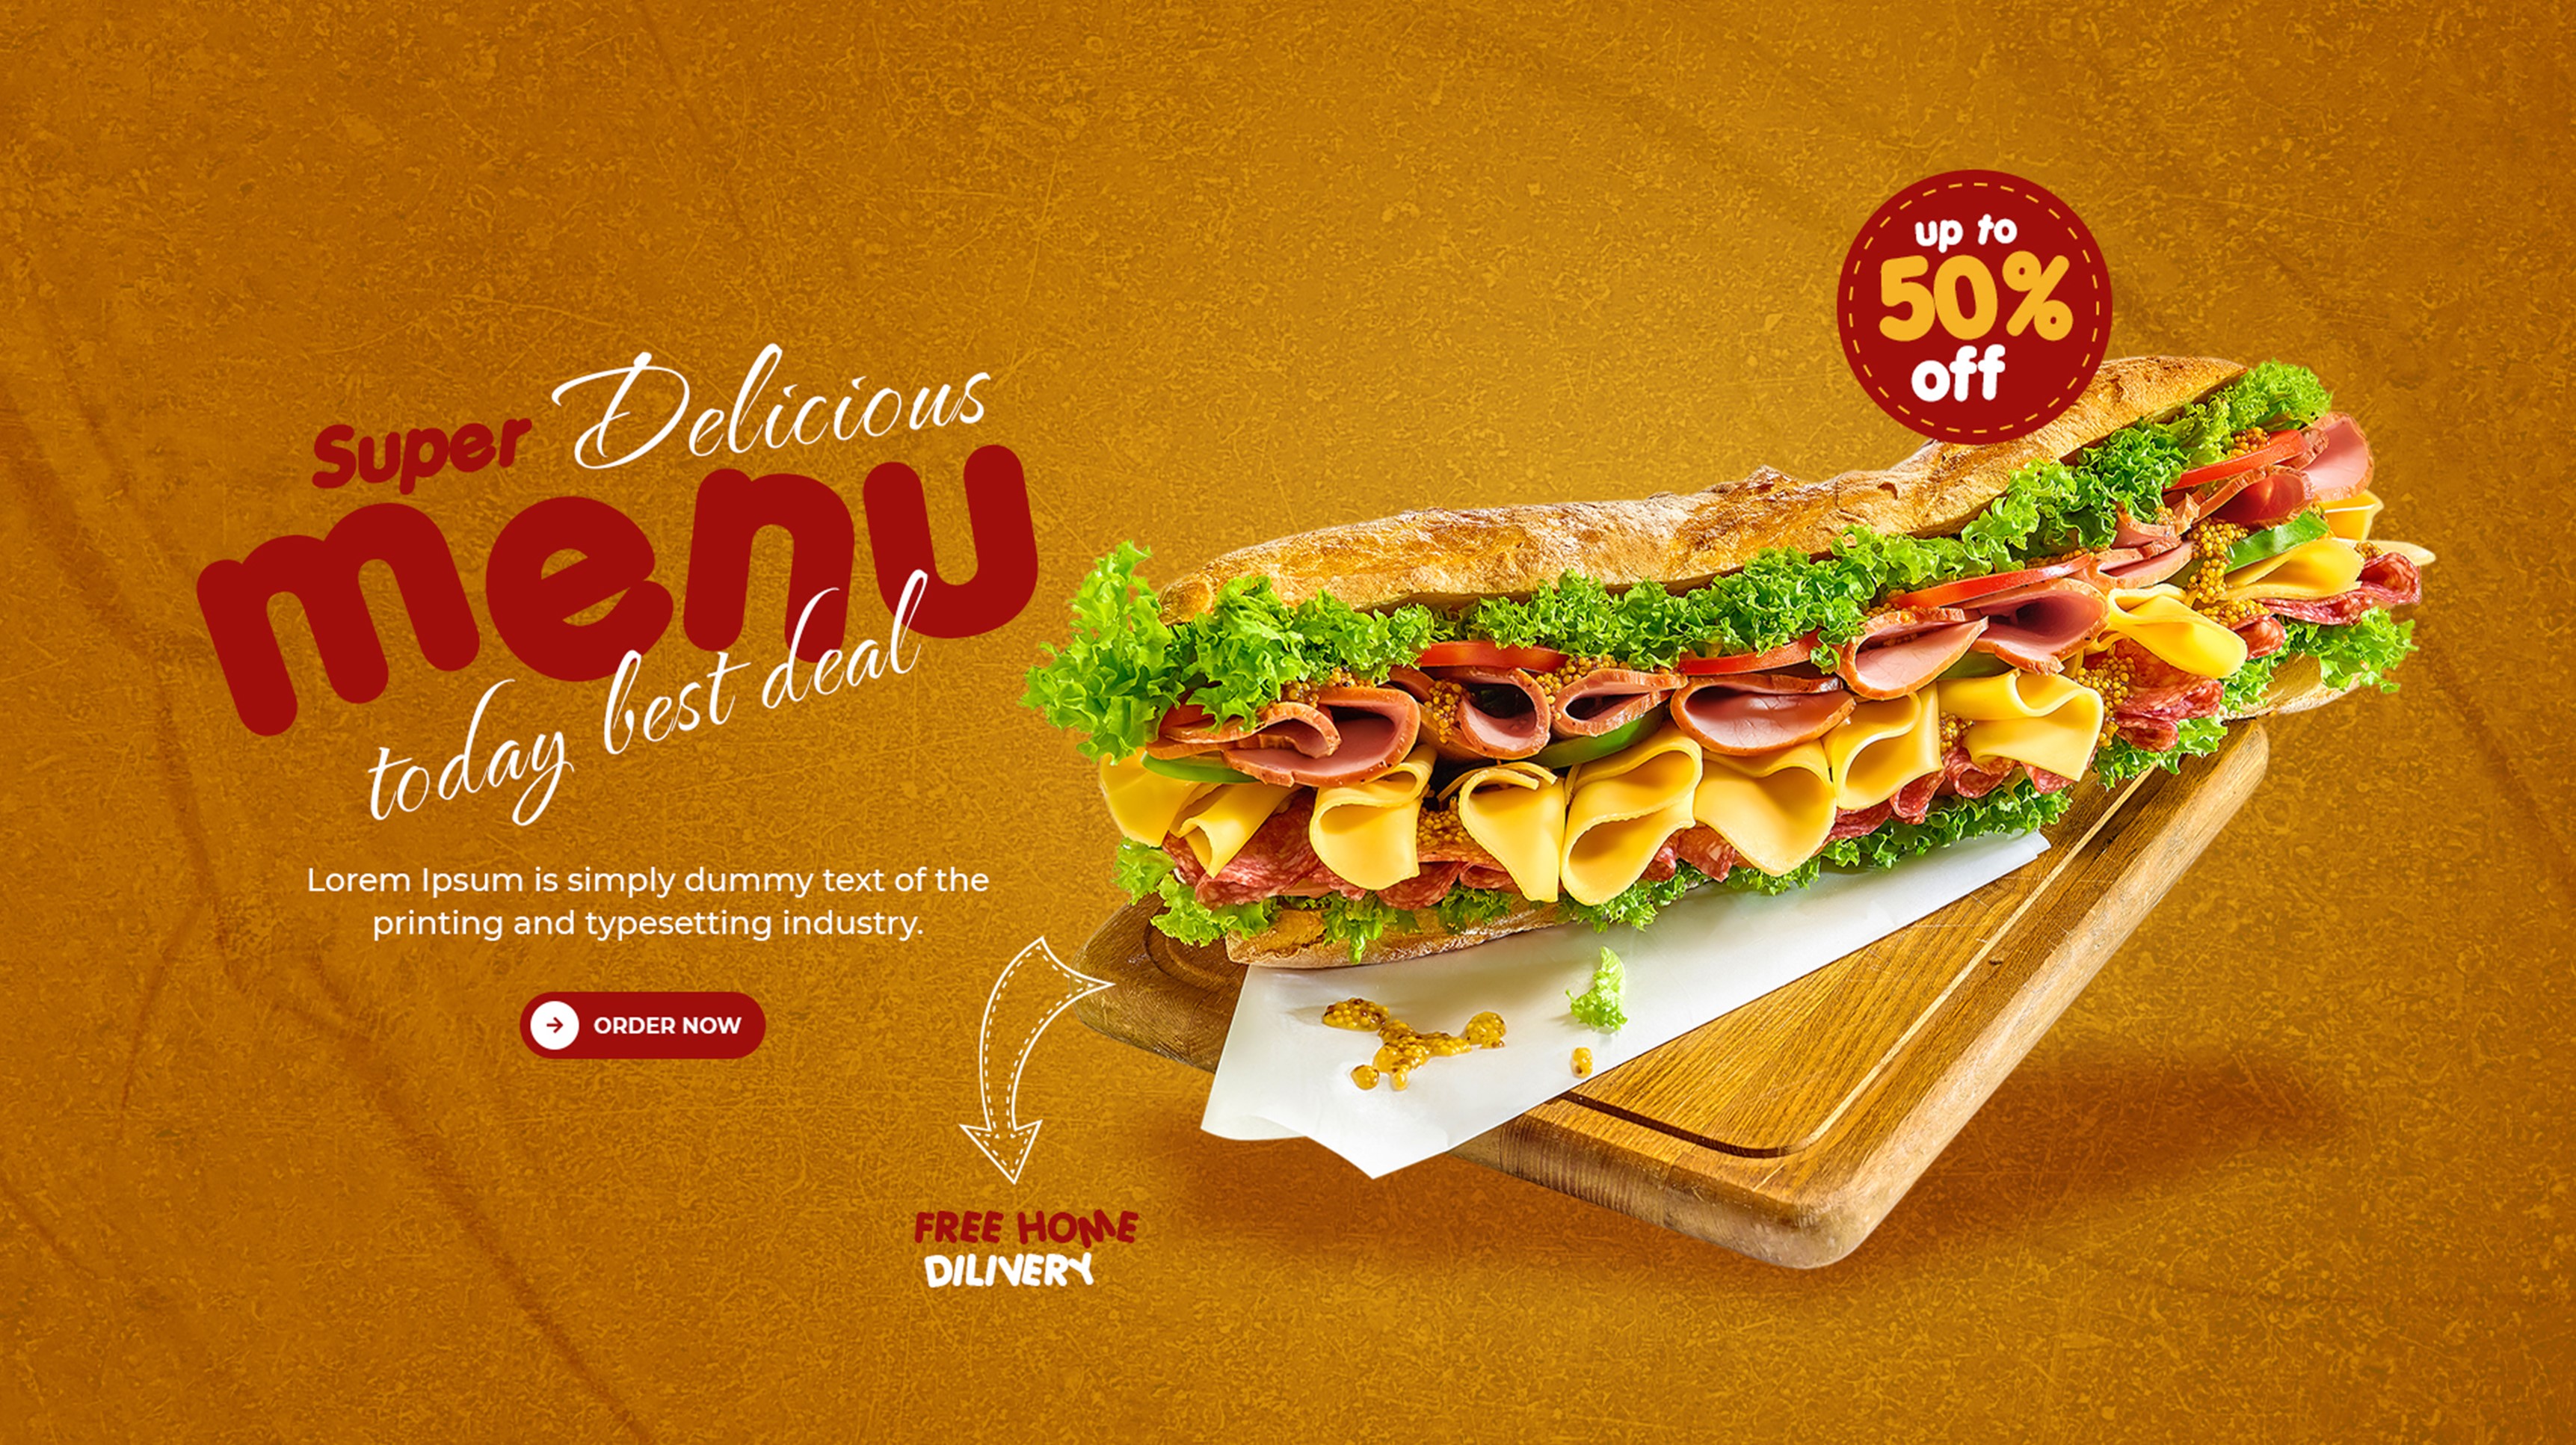 Super Delicious
menu
today best deal
Lorem Ipsum is simply dummy text of the
printing and typesetting industry.
ORDER NOW
FREE HOME
DILIVERY
up to
50%
off